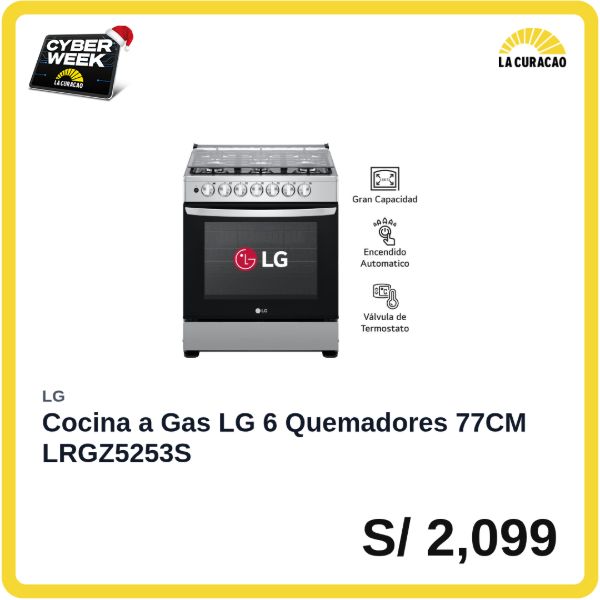 CYBER
WEEK
LA CURACAO
LA CURACAO
Gran Capacidad
Encendido
Automatico
LG
LG
Válvula de
Termostato
LG
Cocina a Gas LG 6 Quemadores 77CM
LRGZ5253S
S/ 2,099